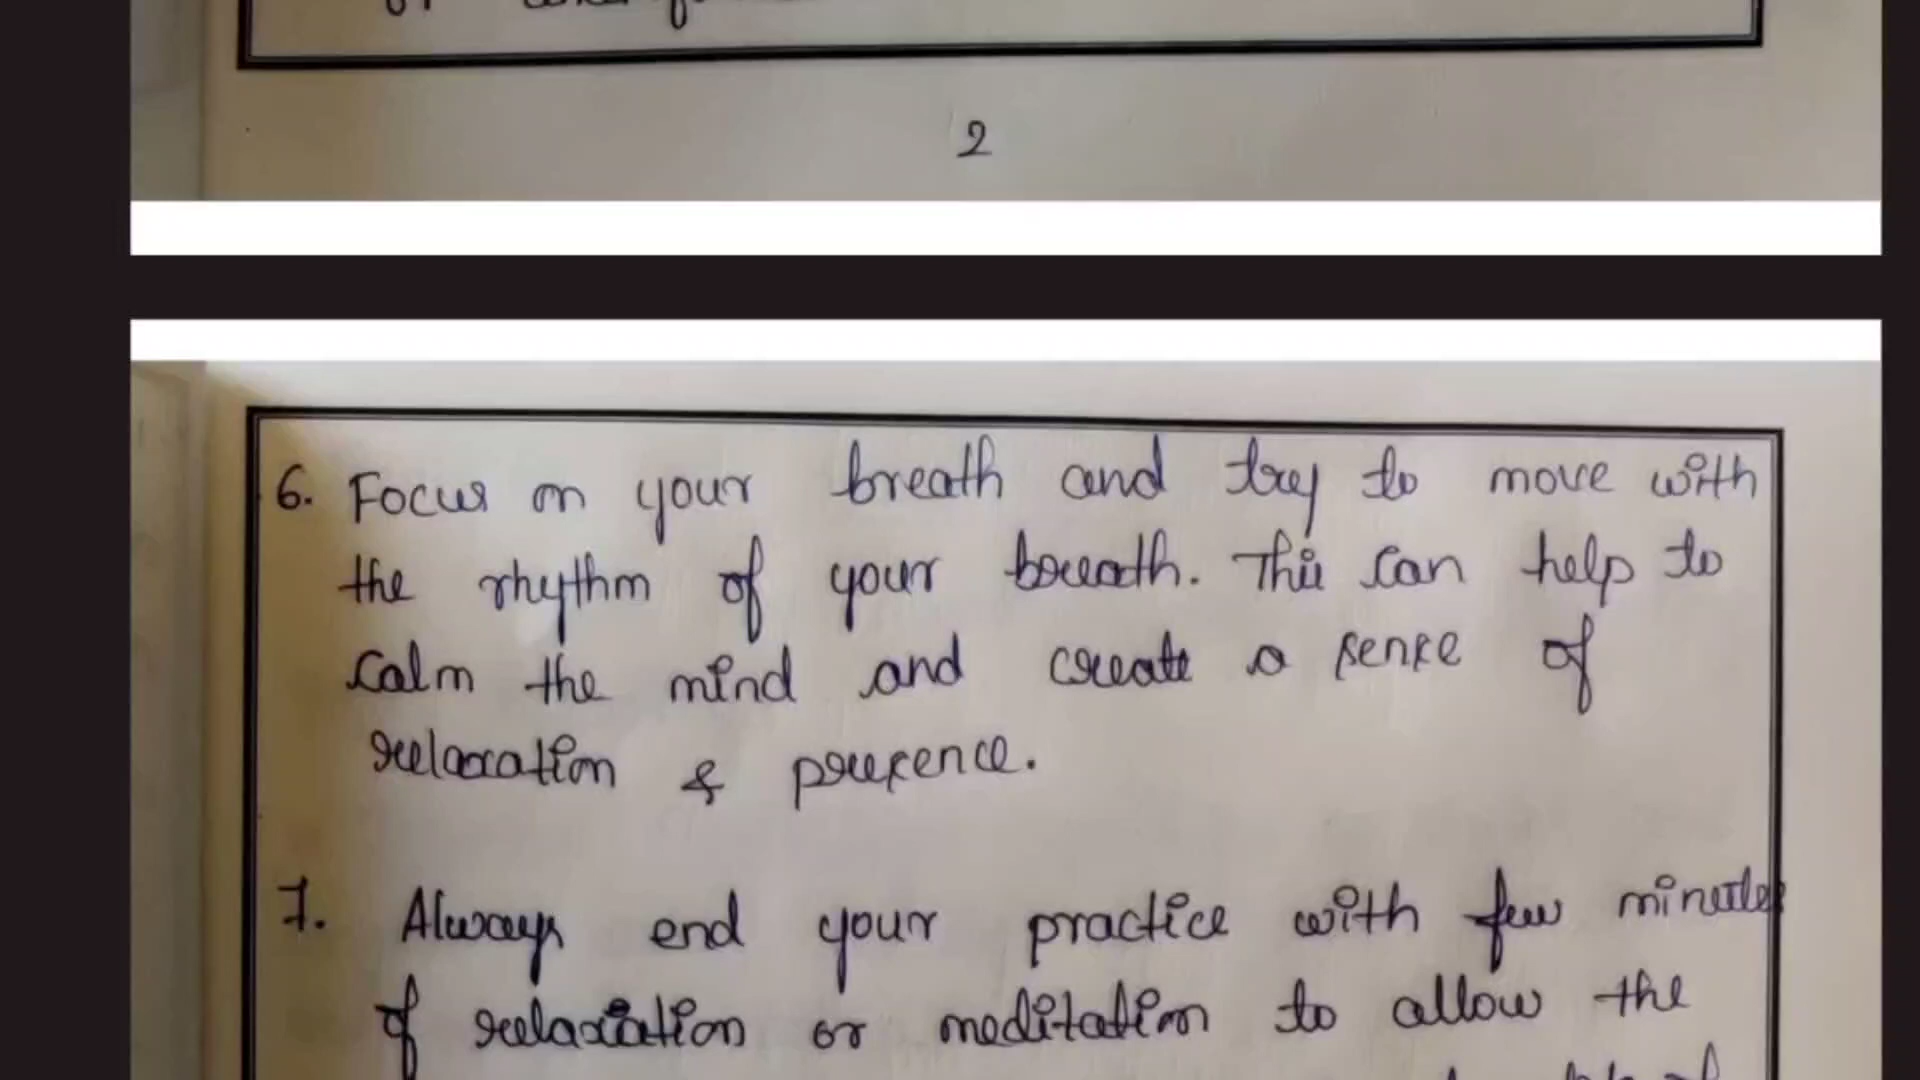 2
6. Focus on your breath and try to move with
the rhythm of your breath. This can help to
calm the mind and create a sense of
relaxation & presence.
7. Always end your practice with few minutes
of relaxation or meditation to allow the